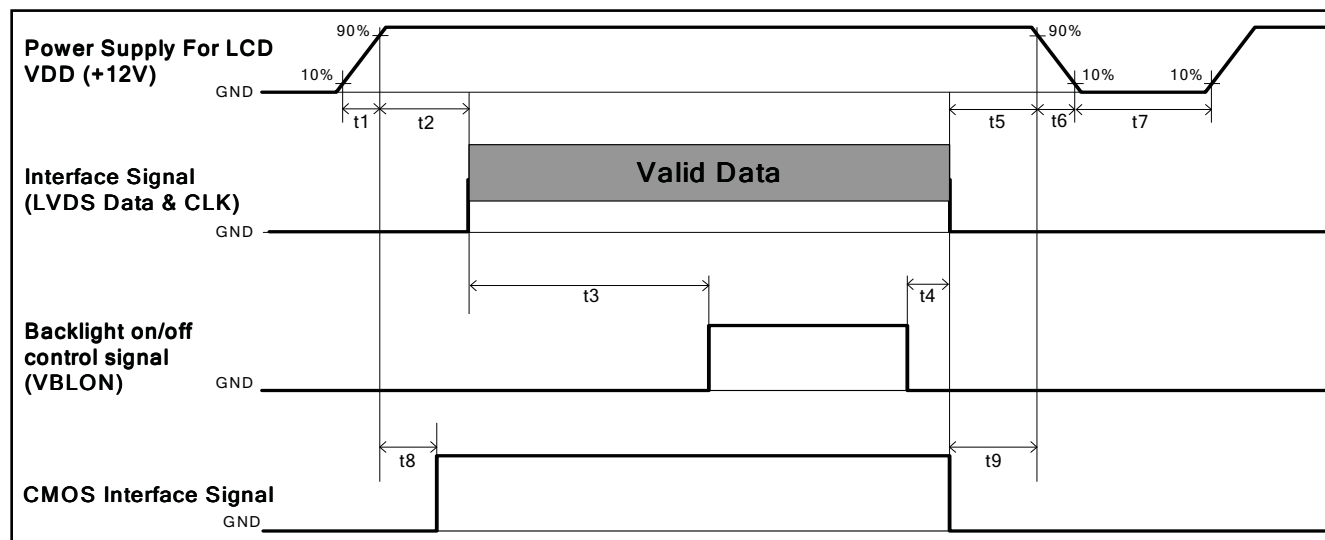 90%
90%
Power Supply For LCD
VDD (+12V)
10%
10%
10%
GND
t1
t2
t5
t6
t7
Valid Data
Interface Signal
(LVDS Data & CLK)
GND
t3
t4
Backlight on/off
control signal
(VBLON)
GND
t8
t9
CMOS Interface Signal
GND